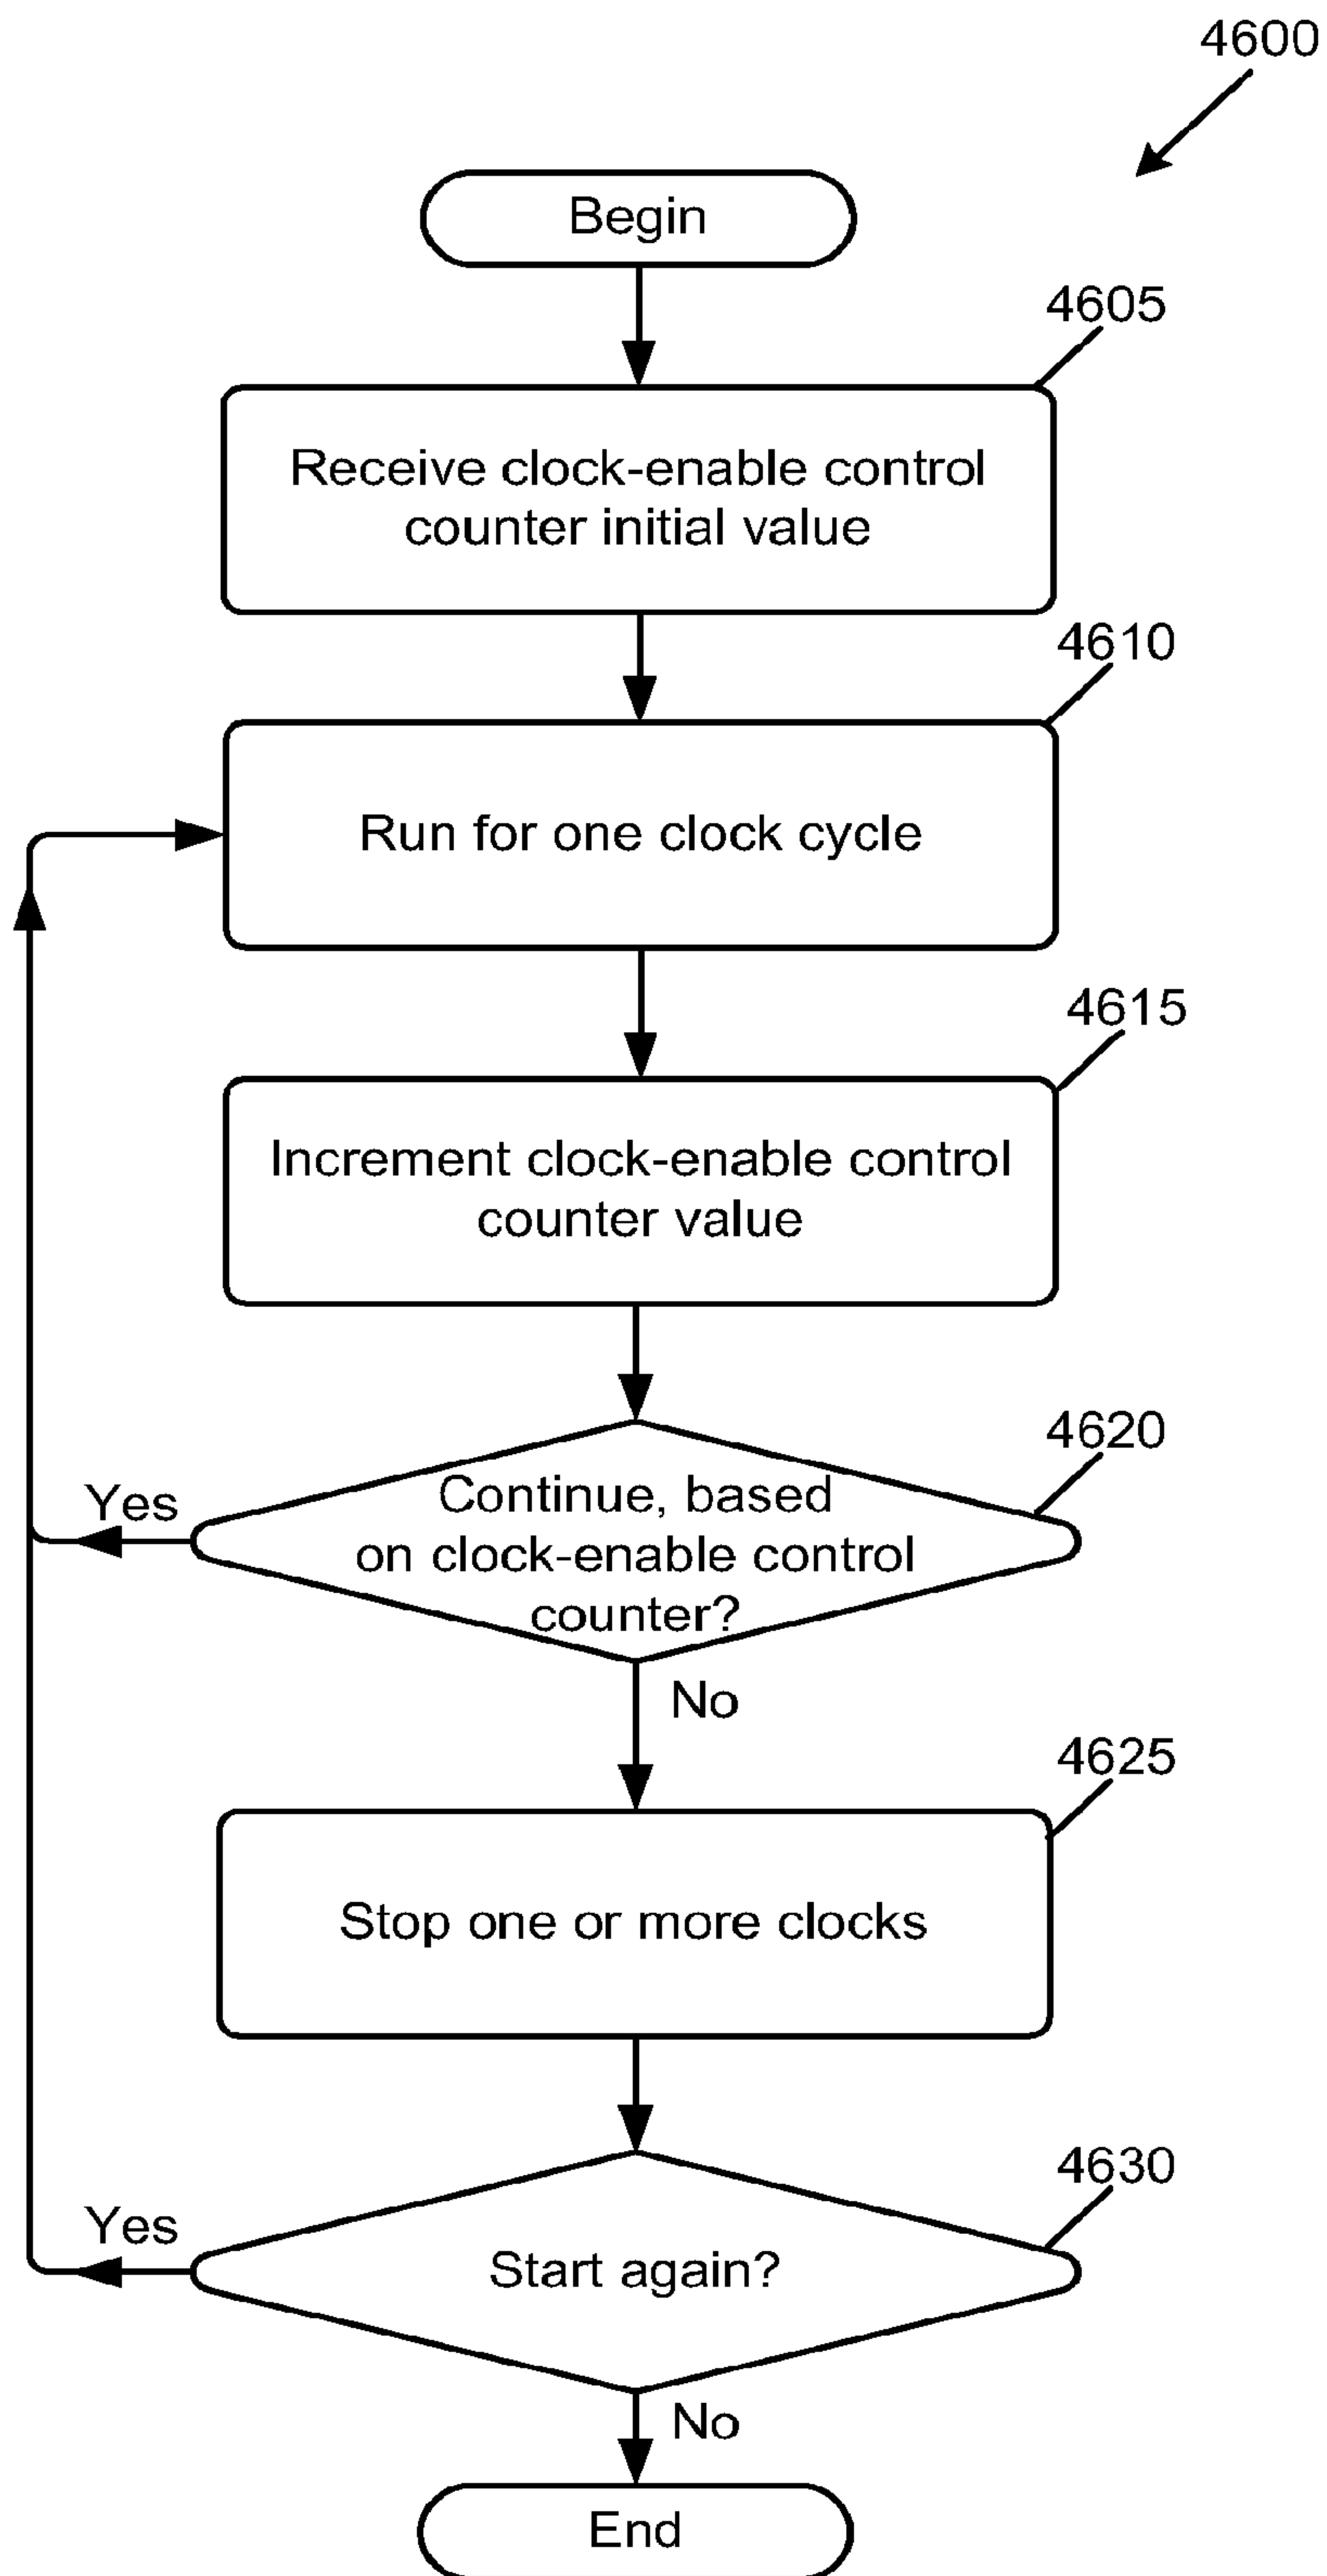 4600
Begin
4605
Receive clock-enable control
counter initial value
4610
Run for one clock cycle
4615
Increment clock-enable control
counter value
4620
Yes
Continue, based
on clock-enable control
counter?
No
4625
Stop one or more clocks
4630
Yes
Start again?
No
End